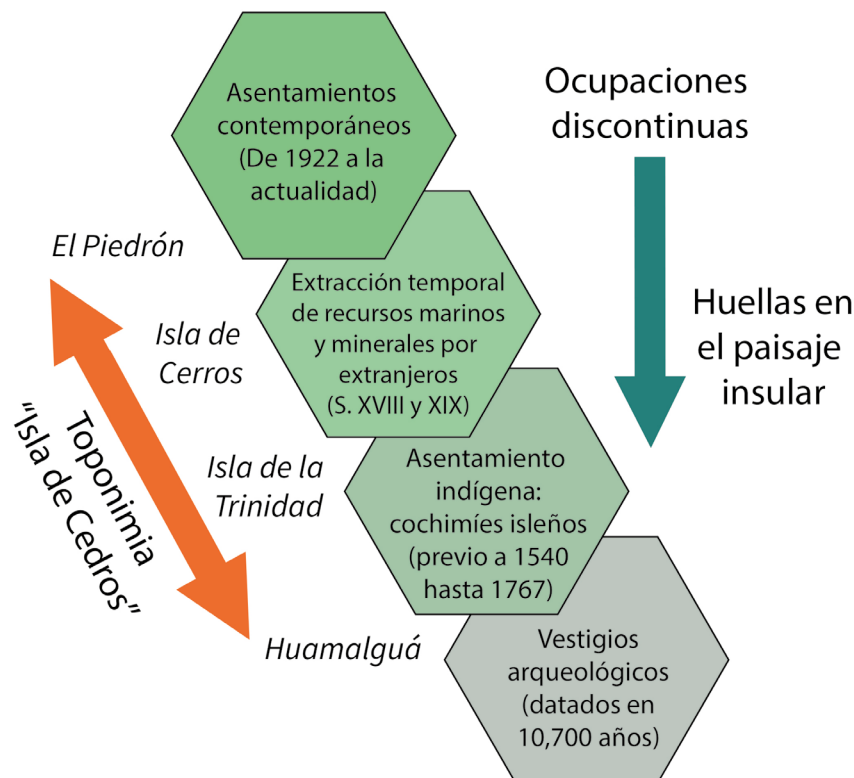 Asentamientos
contemporáneos
(De 1922 a la
actualidad)
Ocupaciones
discontinuas
El Piedrón
Extracción temporal
de recursos marinos
y minerales por
extranjeros
(S. XVIII y XIX)
Isla de
Cerros
Huellas en
el paisaje
insular
Toponimia
“Isla de Cedros”
Isla de la
Trinidad
Asentamiento
indígena:
cochimíes isleños
(previo a 1540
hasta 1767)
Huamalguá
Vestigios
arqueológicos
(datados en
10,700 años)